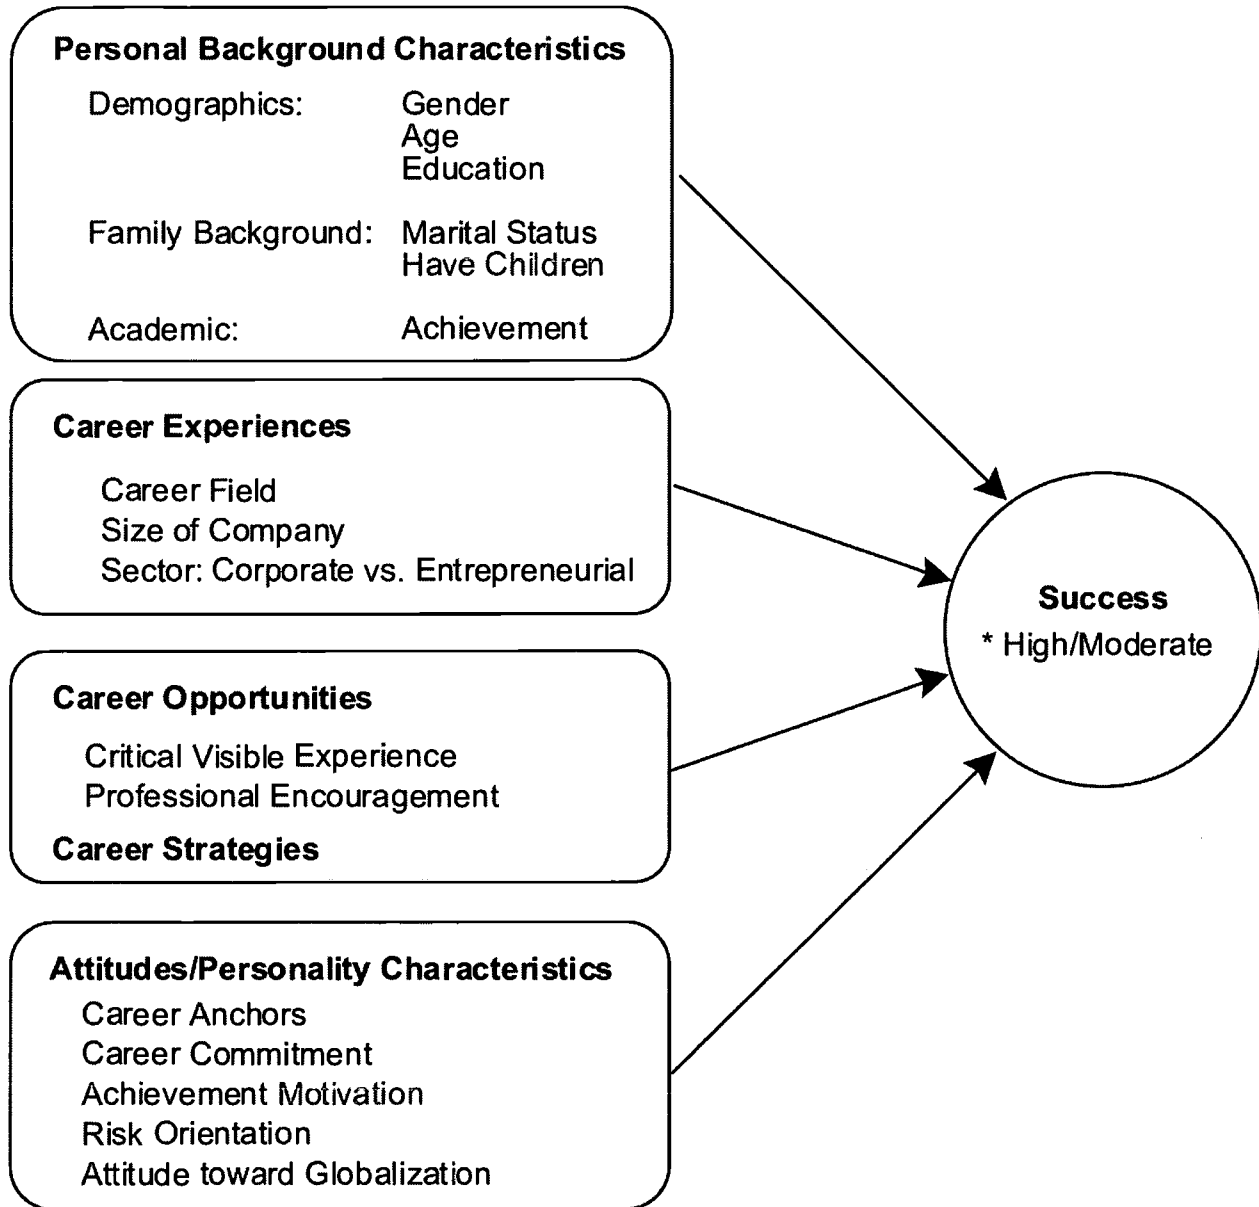 Personal Background Characteristics
Demographics: Gender
Age
Education
Family Background: Marital Status
Have Children
Academic: Achievement
Career Experiences
Career Field
Size of Company
Sector: Corporate vs. Entrepreneurial
Career Opportunities
Critical Visible Experience
Professional Encouragement
Career Strategies
Attitudes/Personality Characteristics
Career Anchors
Career Commitment
Achievement Motivation
Risk Orientation
Attitude toward Globalization
Success
* High/Moderate